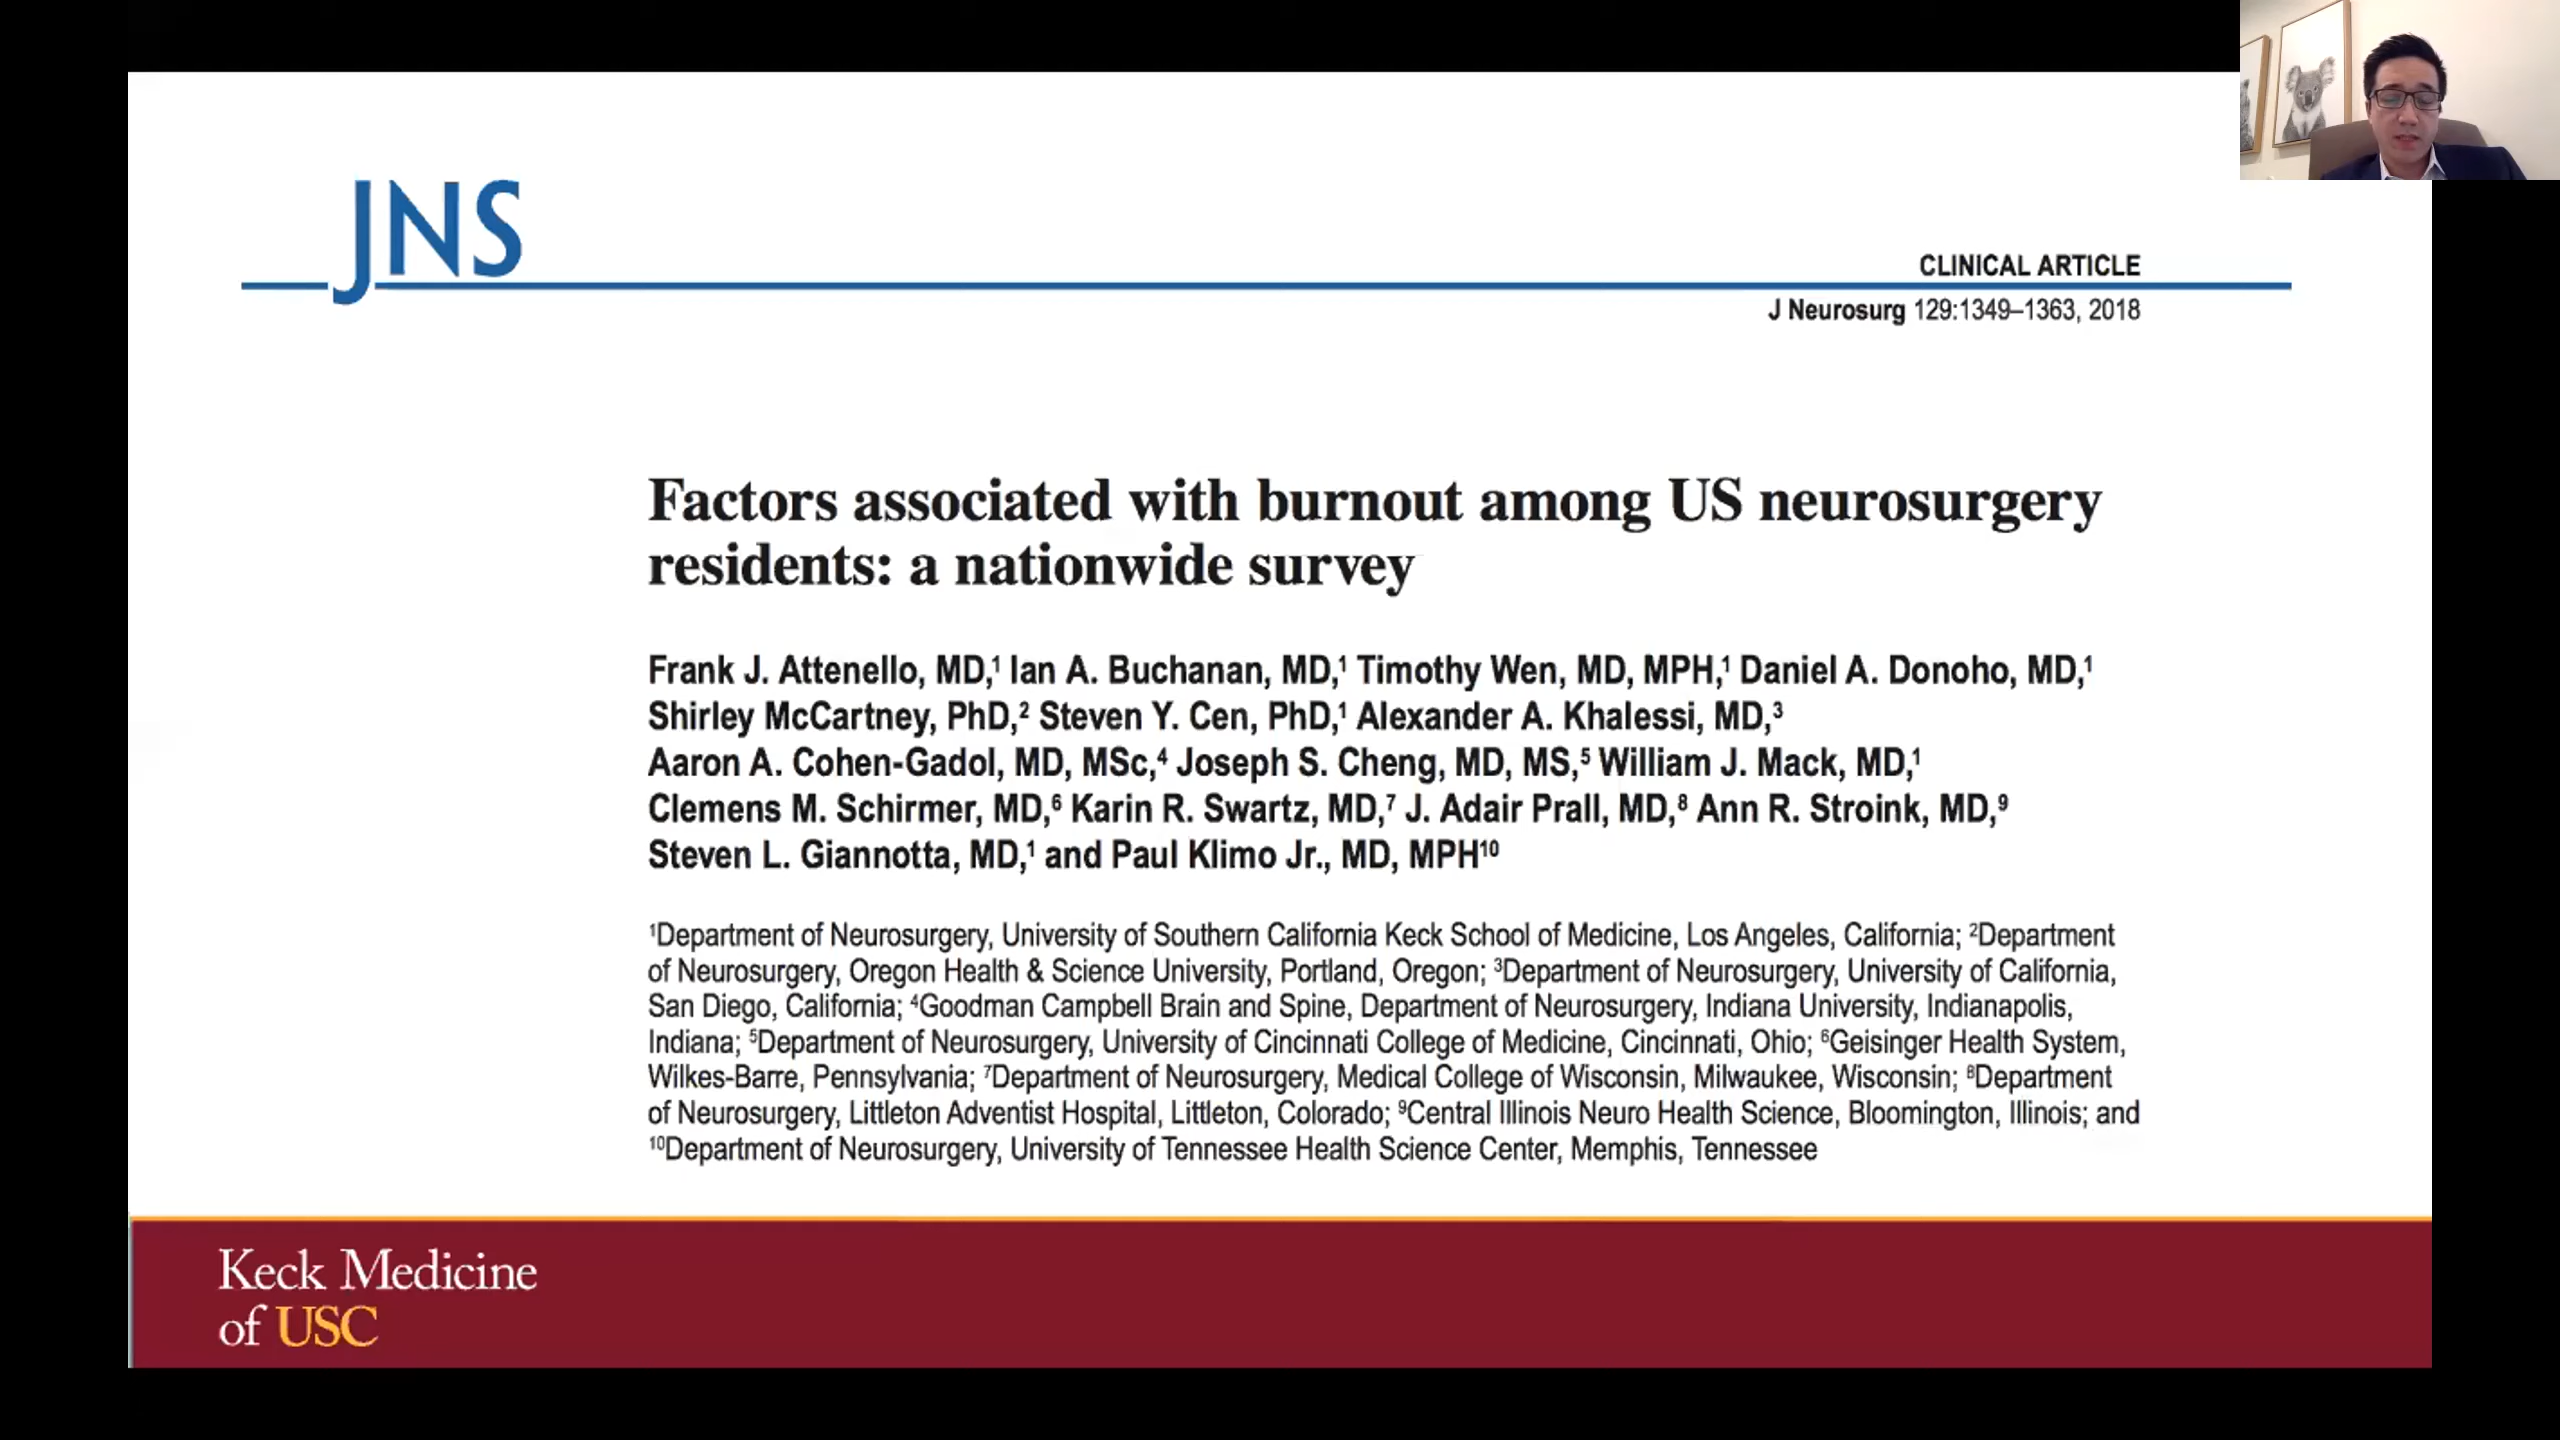 JNS
CLINICAL ARTICLE
J Neurosurg 129:1349–1363, 2018
Factors associated with burnout among US neurosurgery
residents: a nationwide survey
Frank J. Attenello, MD,¹ Ian A. Buchanan, MD,¹ Timothy Wen, MD, MPH,¹ Daniel A. Donoho, MD,¹
Shirley McCartney, PhD,² Steven Y. Cen, PhD,¹ Alexander A. Khalessi, MD,³
Aaron A. Cohen-Gadol, MD, MSc,⁴ Joseph S. Cheng, MD, MS,⁵ William J. Mack, MD,¹
Clemens M. Schirmer, MD,⁶ Karin R. Swartz, MD,⁷ J. Adair Prall, MD,⁸ Ann R. Stroink, MD,⁹
Steven L. Giannotta, MD,¹ and Paul Klimo Jr., MD, MPH¹⁰
¹Department of Neurosurgery, University of Southern California Keck School of Medicine, Los Angeles, California; ²Department
of Neurosurgery, Oregon Health & Science University, Portland, Oregon; ³Department of Neurosurgery, University of California,
San Diego, California; ⁴Goodman Campbell Brain and Spine, Department of Neurosurgery, Indiana University, Indianapolis,
Indiana; ⁵Department of Neurosurgery, University of Cincinnati College of Medicine, Cincinnati, Ohio; ⁶Geisinger Health System,
Wilkes-Barre, Pennsylvania; ⁷Department of Neurosurgery, Medical College of Wisconsin, Milwaukee, Wisconsin; ⁸Department
of Neurosurgery, Littleton Adventist Hospital, Littleton, Colorado; ⁹Central Illinois Neuro Health Science, Bloomington, Illinois; and
¹⁰Department of Neurosurgery, University of Tennessee Health Science Center, Memphis, Tennessee
Keck Medicine
of USC